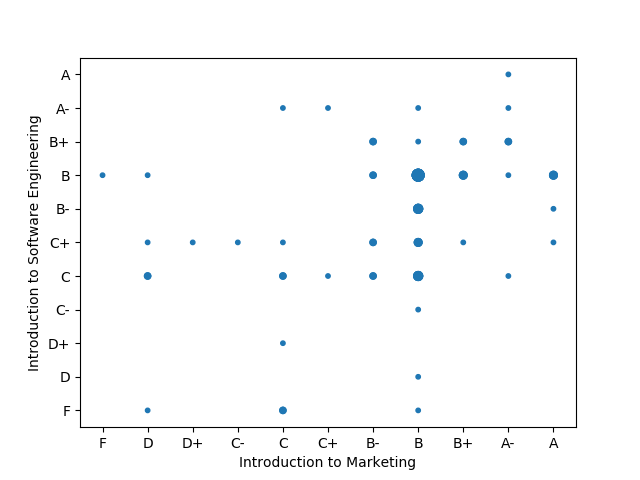 A
A-
B+
B
B-
C+
C
C-
D+
D
F
Introduction to Software Engineering
F D D+ C- C C+ B- B B+ A- A
Introduction to Marketing